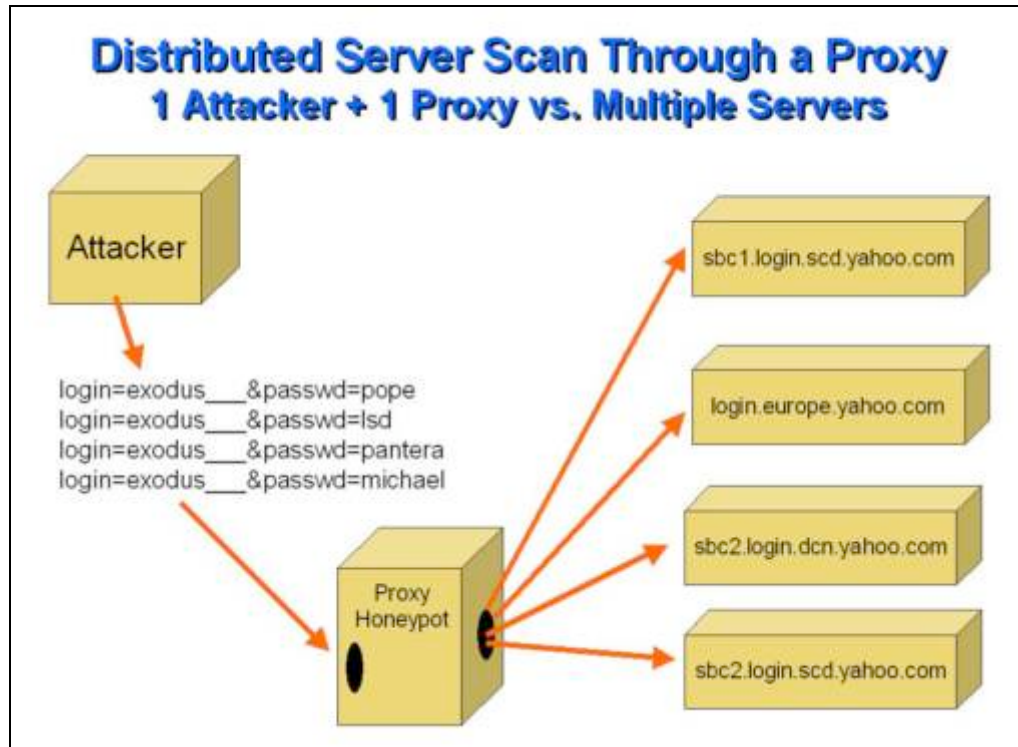 Distributed Server Scan Through a Proxy
1 Attacker + 1 Proxy vs. Multiple Servers
Attacker
login=exodus___&passwd=pope
login=exodus___&passwd=lsd
login=exodus___&passwd=pantera
login=exodus___&passwd=michael
Proxy
Honeypot
sbc1.login.scd.yahoo.com
login.europe.yahoo.com
sbc2.login.dcn.yahoo.com
sbc2.login.scd.yahoo.com